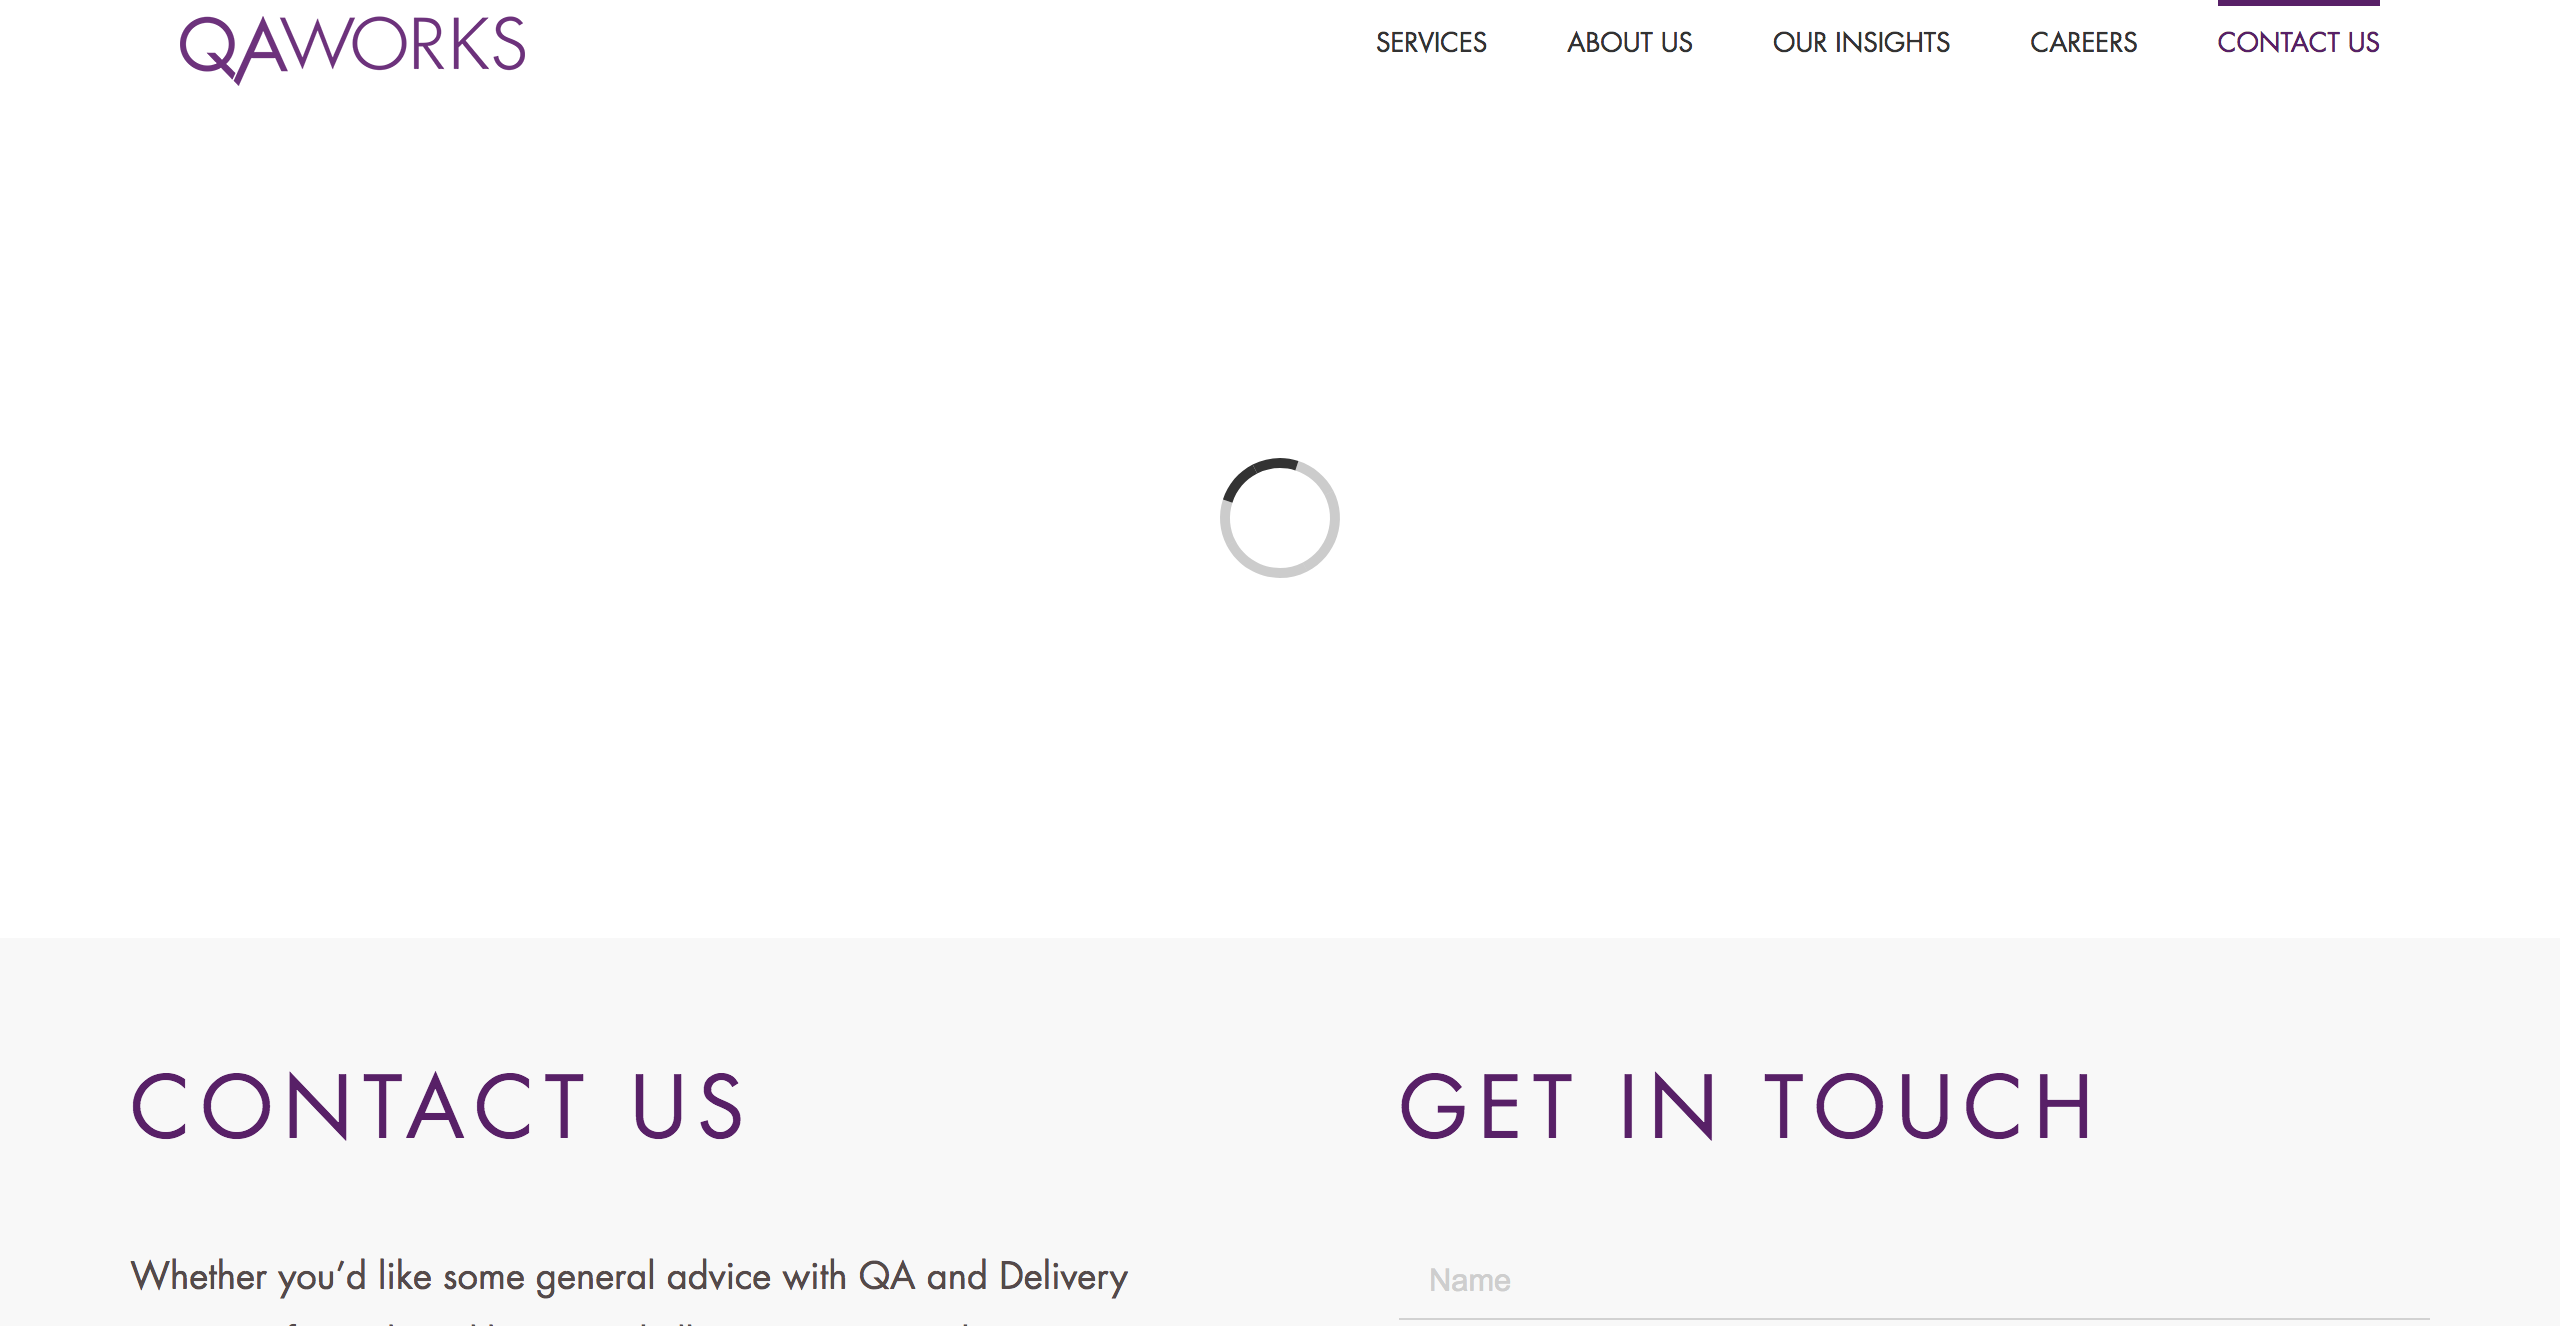 QAWORKS
SERVICES
ABOUT US
OUR INSIGHTS
CAREERS
CONTACT US
CONTACT US
Whether you’d like some general advice with QA and Delivery
GET IN TOUCH
Name